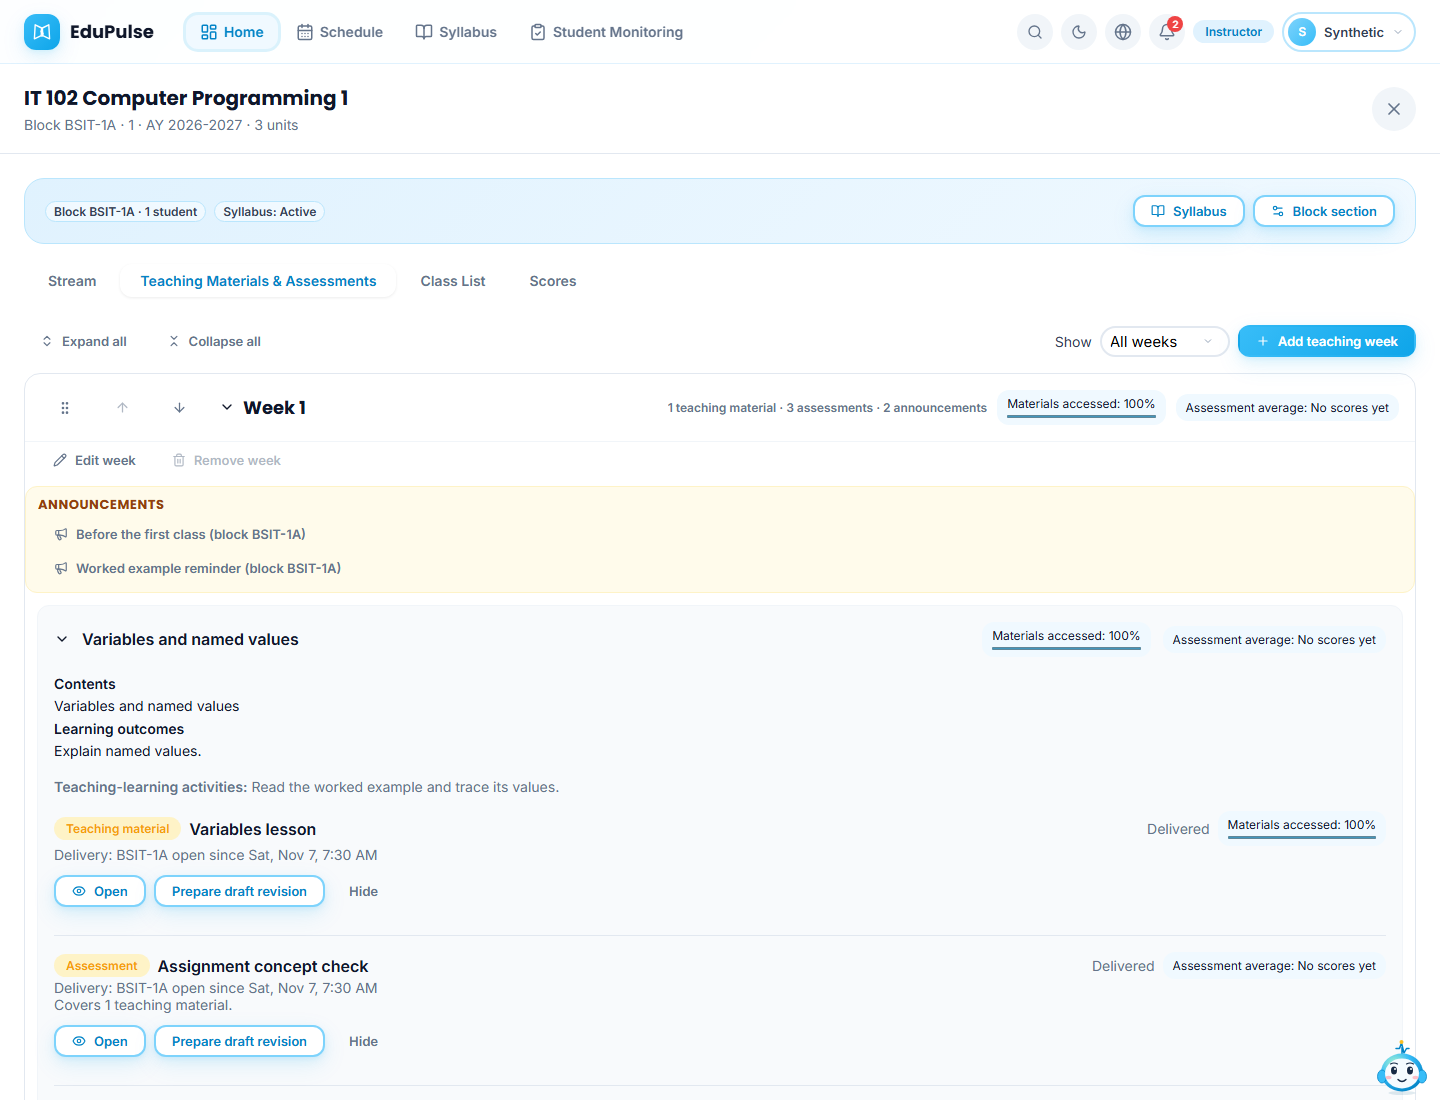 EduPulse
Home
Schedule
Syllabus
Student Monitoring
2
Instructor
S
Synthetic
IT 102 Computer Programming 1
Block BSIT-1A · 1 · AY 2026-2027 · 3 units
Block BSIT-1A · 1 student
Syllabus: Active
Syllabus
Block section
Stream
Teaching Materials & Assessments
Class List
Scores
Expand all
Collapse all
Show
All weeks
Add teaching week
Week 1
1 teaching material · 3 assessments · 2 announcements
Materials accessed: 100%
Assessment average: No scores yet
Edit week
Remove week
ANNOUNCEMENTS
Before the first class (block BSIT-1A)
Worked example reminder (block BSIT-1A)
Variables and named values
Materials accessed: 100%
Assessment average: No scores yet
Contents
Variables and named values
Learning outcomes
Explain named values.
Teaching-learning activities: Read the worked example and trace its values.
Teaching material
Variables lesson
Delivered
Materials accessed: 100%
Delivery: BSIT-1A open since Sat, Nov 7, 7:30 AM
Open
Prepare draft revision
Hide
Assessment
Assignment concept check
Delivered
Assessment average: No scores yet
Delivery: BSIT-1A open since Sat, Nov 7, 7:30 AM
Covers 1 teaching material.
Open
Prepare draft revision
Hide